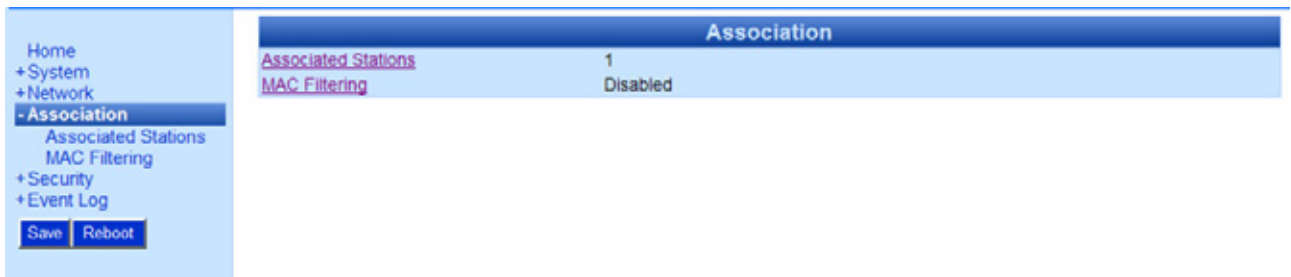 Home
+System
+Network
-Association
Associated Stations
MAC Filtering
+Security
+Event Log
Save Reboot
Association
Associated Stations 1
MAC Filtering Disabled